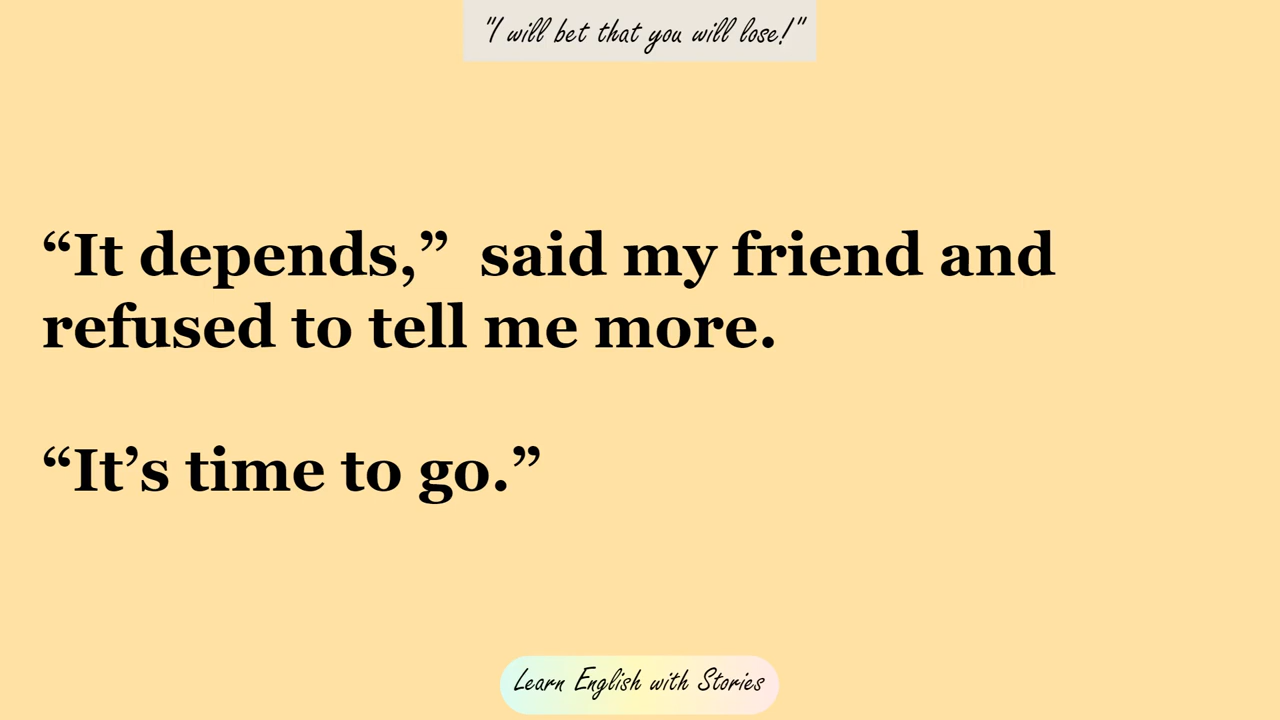 "I will bet that you will lose!"
“It depends,”  said my friend and
refused to tell me more.
“It’s time to go.”
Learn English with Stories